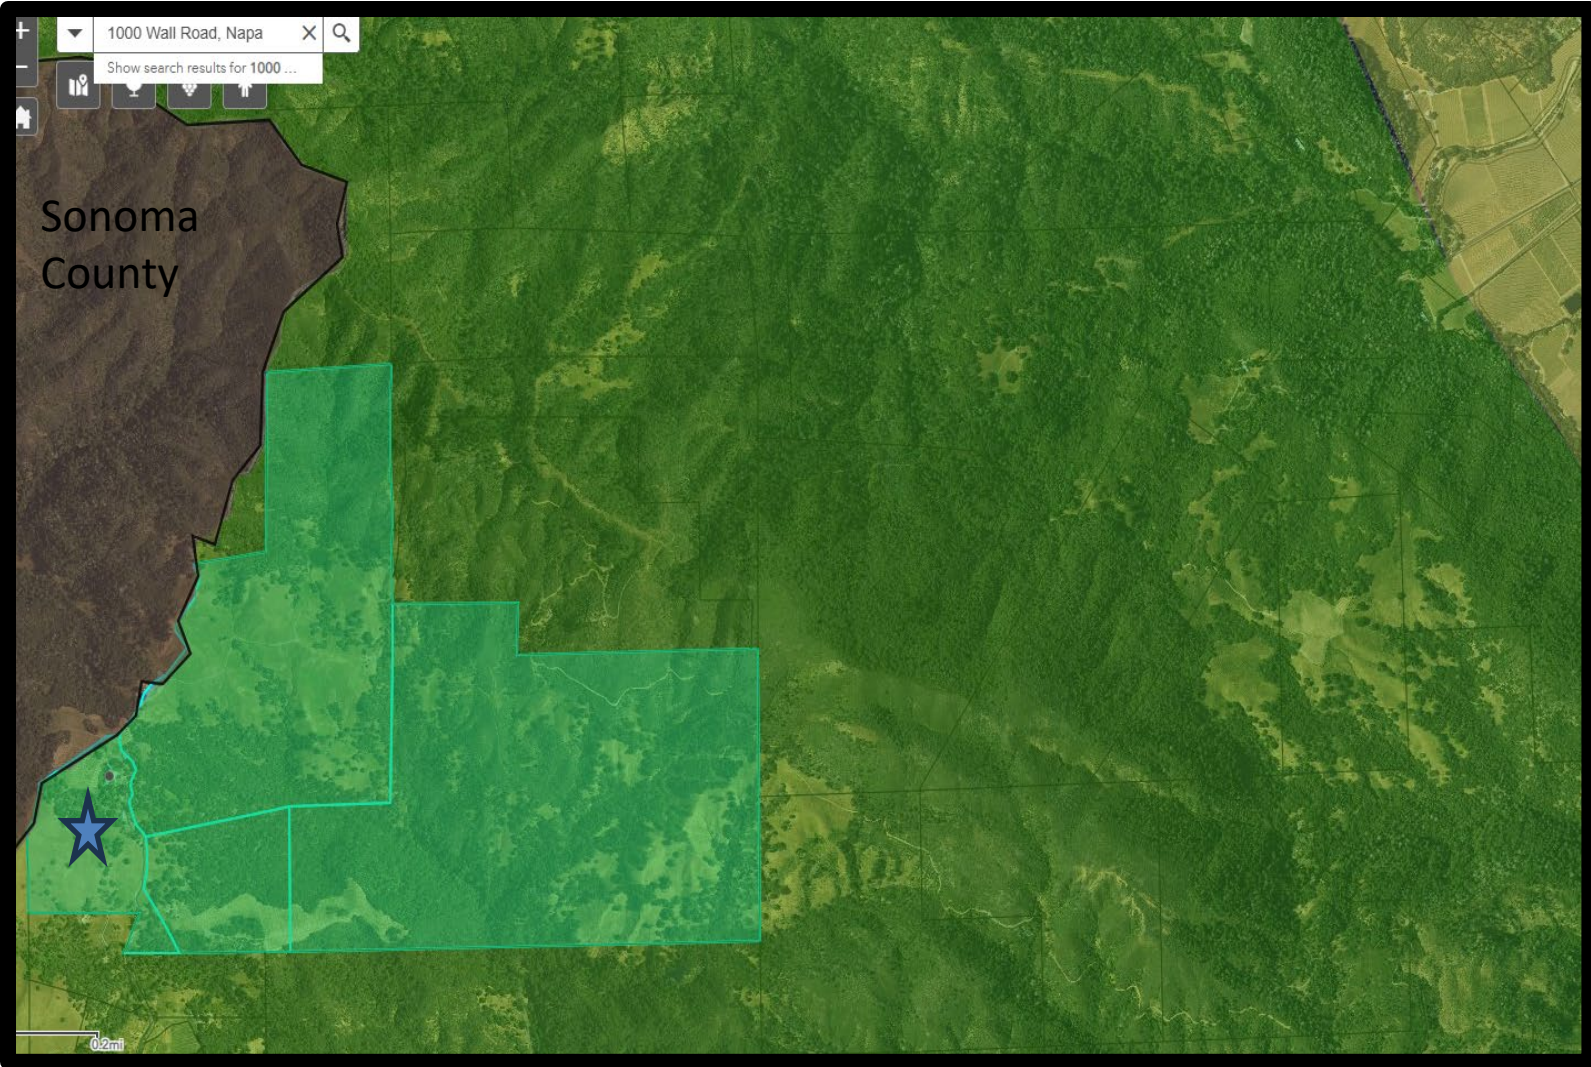 1000 Wall Road, Napa
Show search results for 1000 ...
Sonoma
County
0.2mi